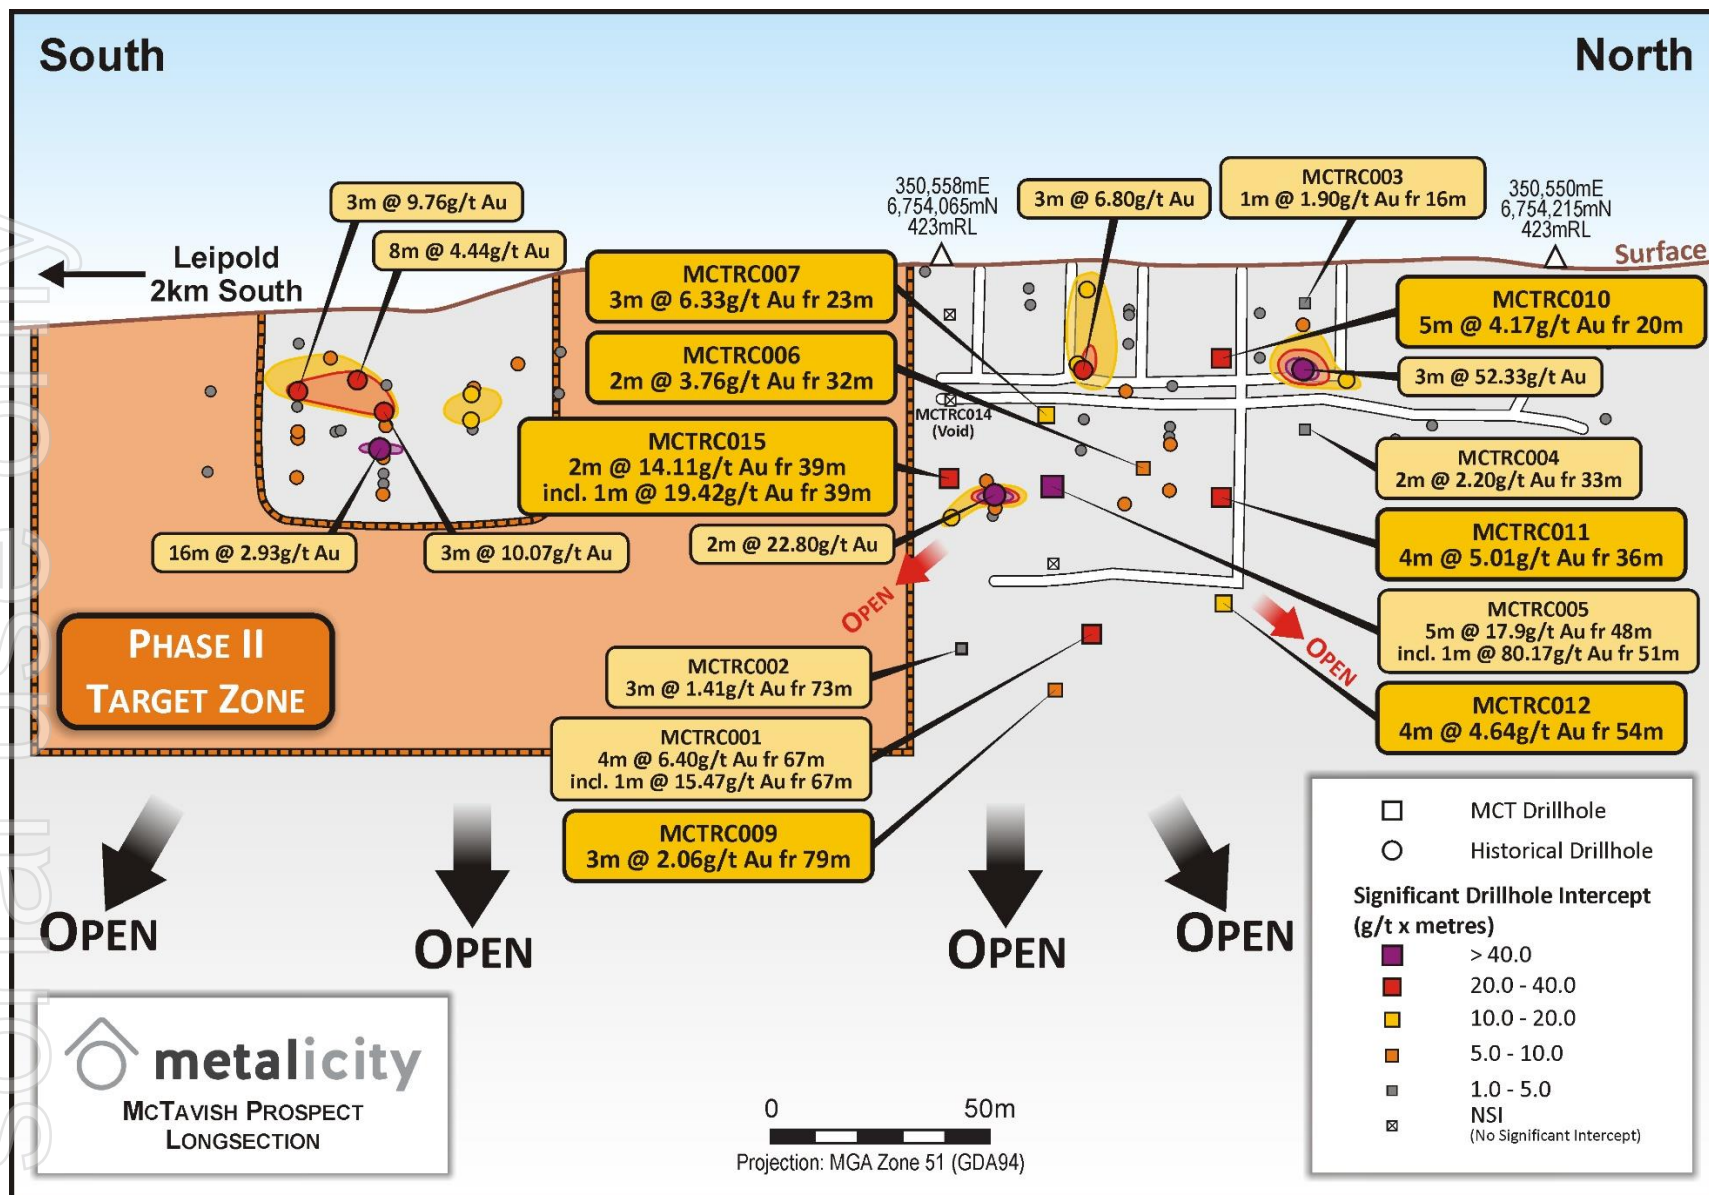 South
North
3m @ 9.76g/t Au
8m @ 4.44g/t Au
Leipold
2km South
350,558mE
6,754,065mN
423mRL
3m @ 6.80g/t Au
MCTRC003
1m @ 1.90g/t Au fr 16m
350,550mE
6,754,215mN
423mRL
Surface
MCTRC007
3m @ 6.33g/t Au fr 23m
MCTRC010
5m @ 4.17g/t Au fr 20m
MCTRC006
2m @ 3.76g/t Au fr 32m
3m @ 52.33g/t Au
MCTRC014
(Void)
MCTRC015
2m @ 14.11g/t Au fr 39m
incl. 1m @ 19.42g/t Au fr 39m
MCTRC004
2m @ 2.20g/t Au fr 33m
16m @ 2.93g/t Au
3m @ 10.07g/t Au
2m @ 22.80g/t Au
MCTRC011
4m @ 5.01g/t Au fr 36m
OPEN
OPEN
MCTRC005
5m @ 17.9g/t Au fr 48m
incl. 1m @ 80.17g/t Au fr 51m
PHASE II
TARGET ZONE
MCTRC002
3m @ 1.41g/t Au fr 73m
MCTRC012
4m @ 4.64g/t Au fr 54m
MCTRC001
4m @ 6.40g/t Au fr 67m
incl. 1m @ 15.47g/t Au fr 67m
MCTRC009
3m @ 2.06g/t Au fr 79m
OPEN
OPEN
OPEN
OPEN
MCT Drillhole
Historical Drillhole
Significant Drillhole Intercept
(g/t x metres)
> 40.0
20.0 - 40.0
10.0 - 20.0
5.0 - 10.0
1.0 - 5.0
NSI
(No Significant Intercept)
metalicity
MCTAVISH PROSPECT
LONGSECTION
0 50m
Projection: MGA Zone 51 (GDA94)